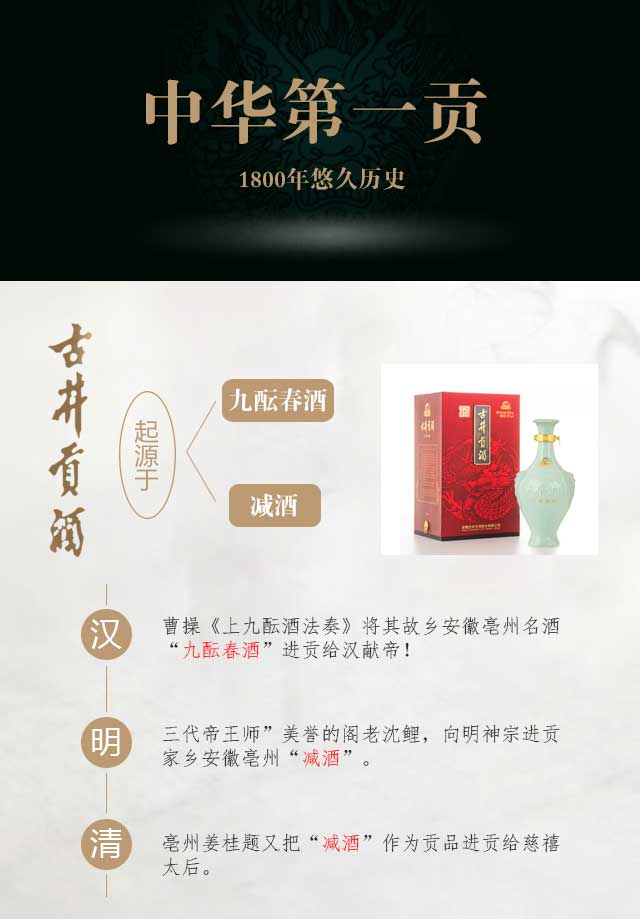 中华第一贡
1800年悠久历史
古井贡酒
起源于
九酝春酒
减酒
古井贡酒
汉
曹操《上九酝酒法奏》将其故乡安徽亳州名酒
“九酝春酒”进贡给汉献帝！
明
三代帝王师”美誉的阁老沈鲤，向明神宗进贡
家乡安徽亳州“减酒”。
清
亳州姜桂题又把“减酒”作为贡品进贡给慈禧
太后。